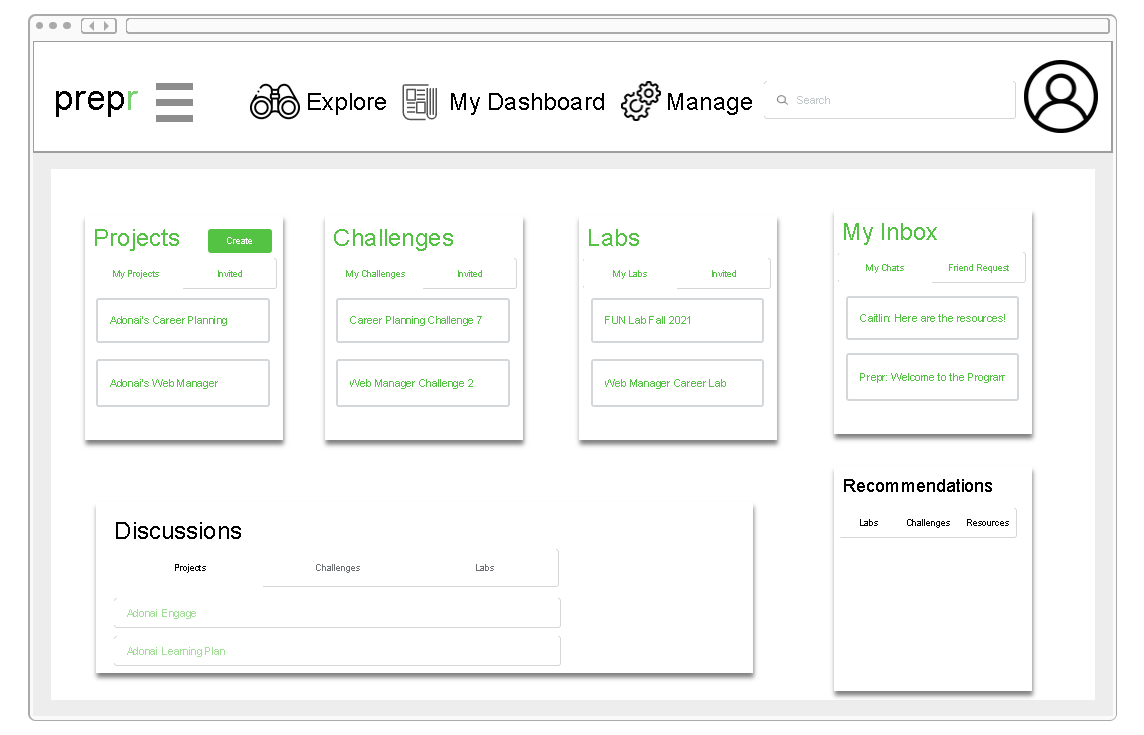 prepr
Explore
My Dashboard
Manage
Search
Projects
Create
My Projects
Invited
Adonai's Career Planning
Adonai's Web Manager
Challenges
My Challenges
Invited
Career Planning Challenge 7
Web Manager Challenge 2
Labs
My Labs
Invited
FUN Lab Fall 2021
Web Manager Career Lab
My Inbox
My Chats
Friend Request
Caitlin: Here are the resources!
Prepr: Welcome to the Program
Discussions
Projects
Challenges
Labs
Adonai Engage
Adonai Learning Plan
Recommendations
Labs
Challenges
Resources